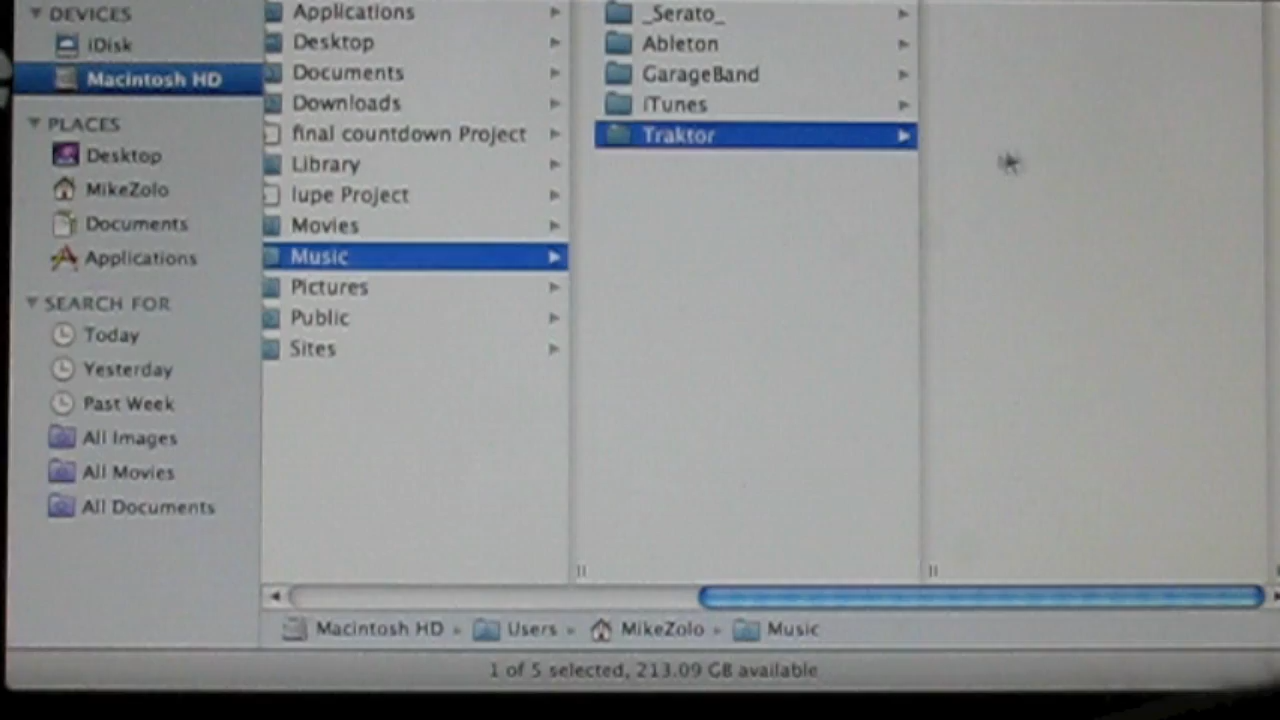 DEVICES
iDisk
Macintosh HD
PLACES
Desktop
MikeZolo
Documents
Applications
SEARCH FOR
Today
Yesterday
Past Week
All Images
All Movies
All Documents
Applications
Desktop
Documents
Downloads
final countdown Project
Library
lupe Project
Movies
Music
Pictures
Public
Sites
_Serato_
Ableton
GarageBand
iTunes
Traktor
Macintosh HD Users MikeZolo Music
1 of 5 selected, 213.09 GB available